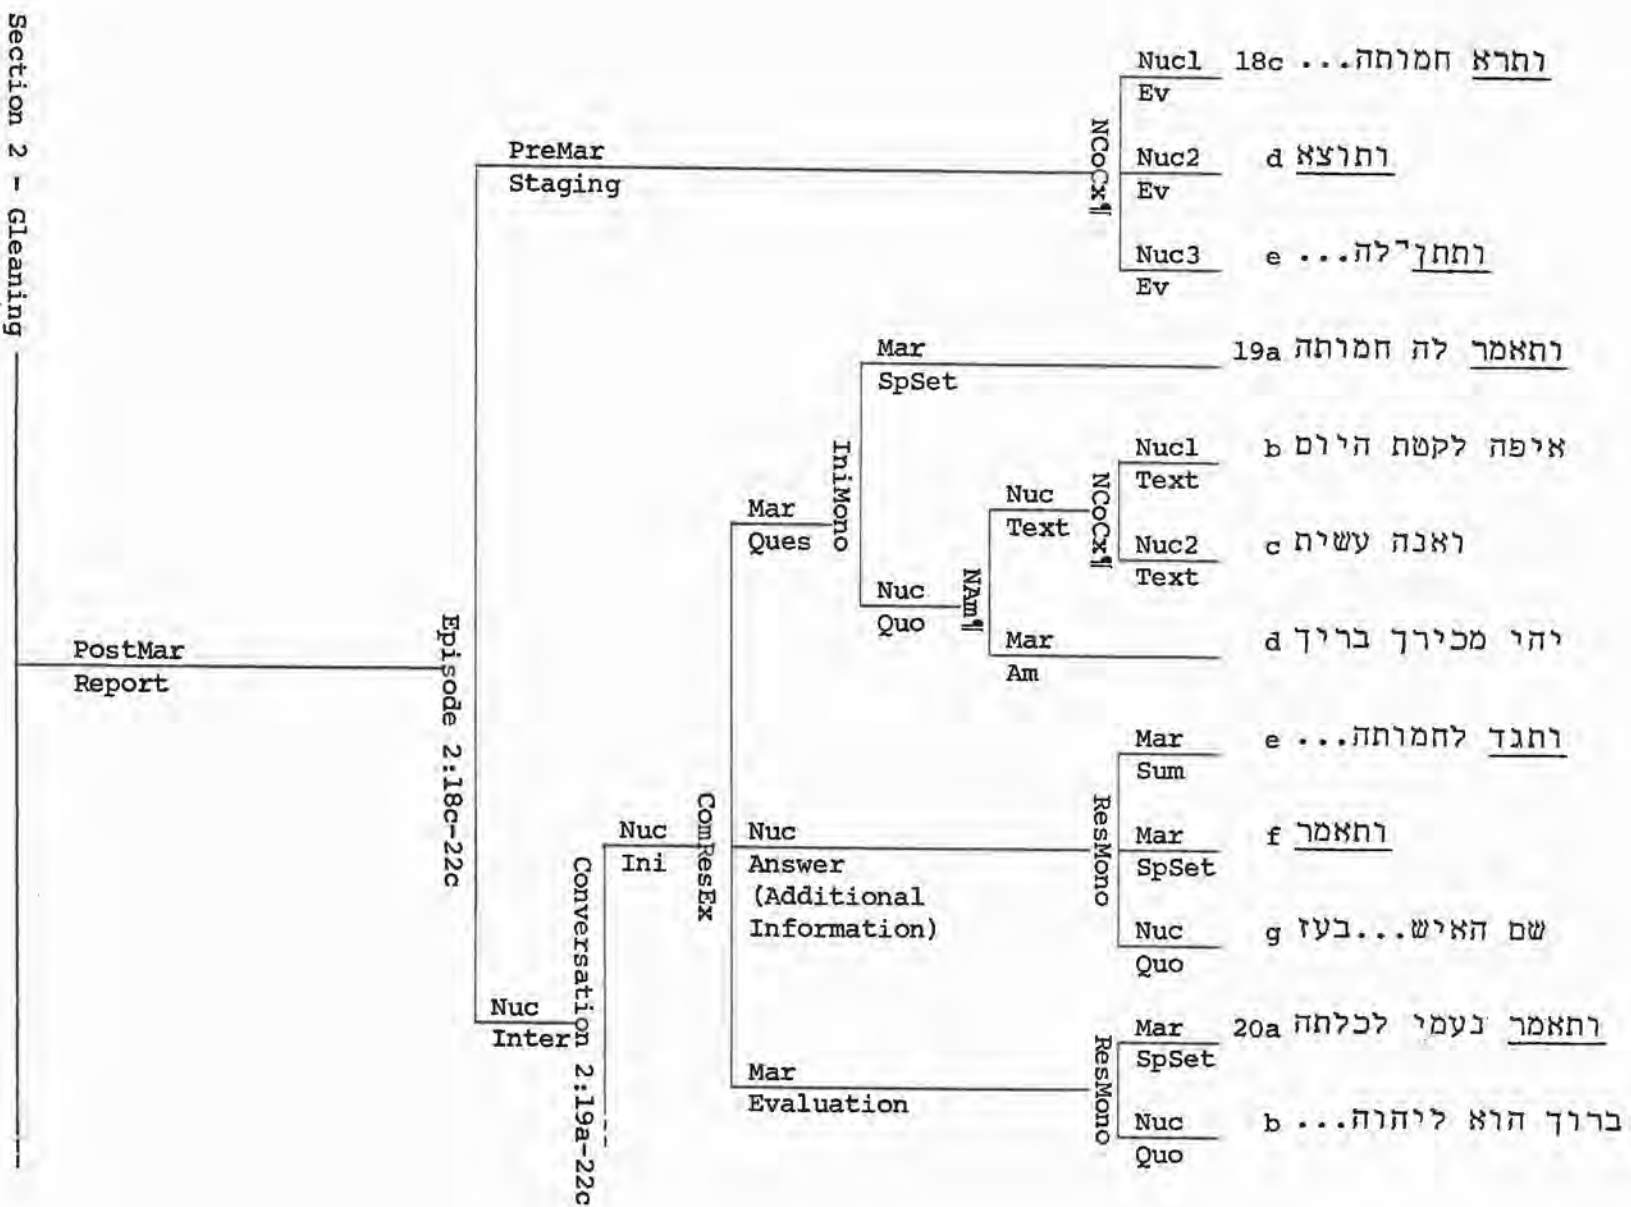 Section 2 - Gleaning
PostMar
Report
Episode 2:18c-22c
PreMar
Staging
NCoCx¶
Nuc1
Ev
18c ותרא חמותה...
Nuc2
Ev
d ותוצא
Nuc3
Ev
e ותתן־לה...
Nuc
Inter
Conversation 2:19a-22c
Nuc
Ini
ComResEx
Mar
Ques
IniMono
Mar
SpSet
19a ותאמר לה חמותה
Nuc
Quo
NAm¶
Nuc
Text
NCoCx¶
Nuc1
Text
b איפה לקטת היום
Nuc2
Text
c ואנה עשית
Mar
Am
d יהי מכירך בריך
Nuc
Answer
(Additional
Information)
ResMono
Mar
Sum
e ותגד לחמותה...
Mar
SpSet
f ותאמר
Nuc
Quo
g שם האיש...בעז
Mar
Evaluation
ResMono
Mar
SpSet
20a ותאמר נעמי לכלתה
Nuc
Quo
b ברוך הוא ליהוה...